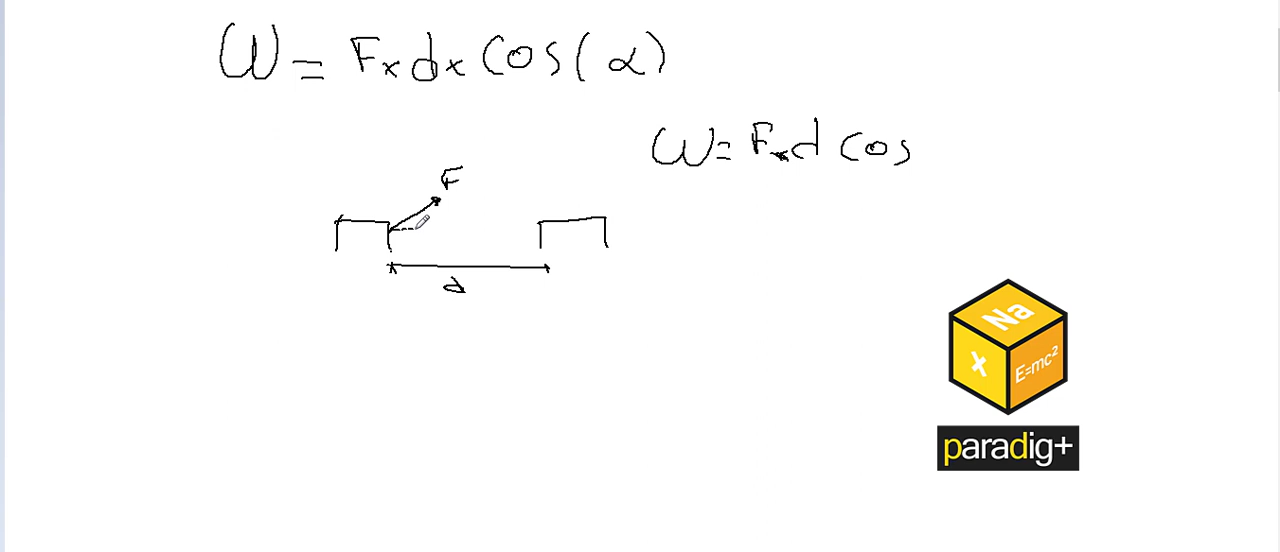 W = F x d x cos(α)
W = F x d cos
F
d
Na
x
E=mc²
paradig+